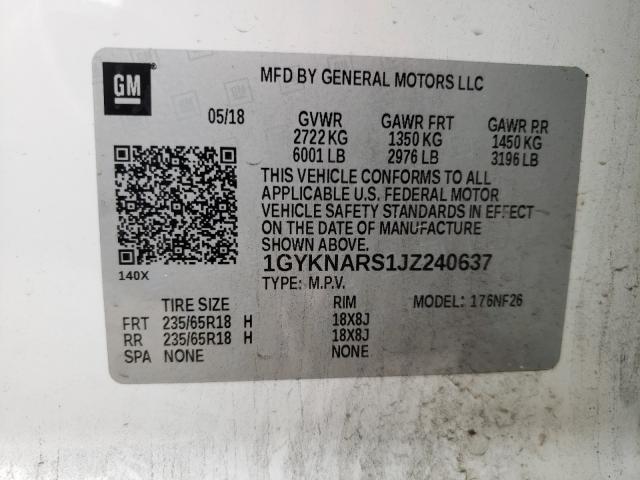 GM
MFD BY GENERAL MOTORS LLC
05/18 GVWR GAWR FRT GAWR RR
2722 KG 1350 KG 1450 KG
6001 LB 2976 LB 3196 LB
THIS VEHICLE CONFORMS TO ALL
APPLICABLE U.S. FEDERAL MOTOR
VEHICLE SAFETY STANDARDS IN EFFECT
ON THE DATE OF MANUFACTURE
SHOWN ABOVE.
1GYKNARS1JZ240637
140X TYPE: M.P.V.
TIRE SIZE RIM MODEL: 176NF26
FRT 235/65R18 H 18X8J
RR 235/65R18 H 18X8J
SPA NONE NONE